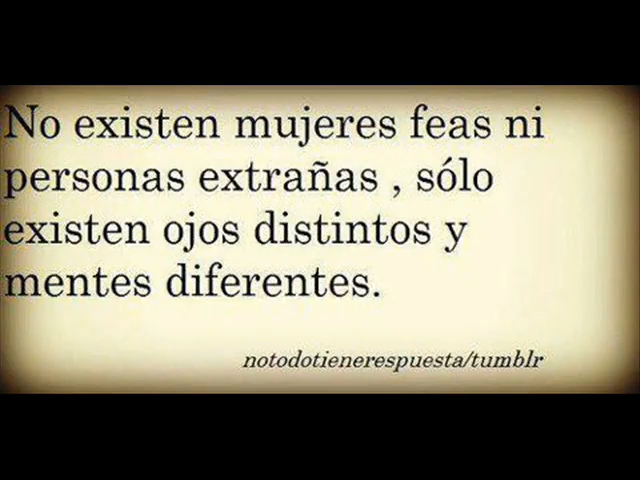 No existen mujeres feas ni
personas extrañas , sólo
existen ojos distintos y
mentes diferentes.
notodotienerespuesta/tumblr